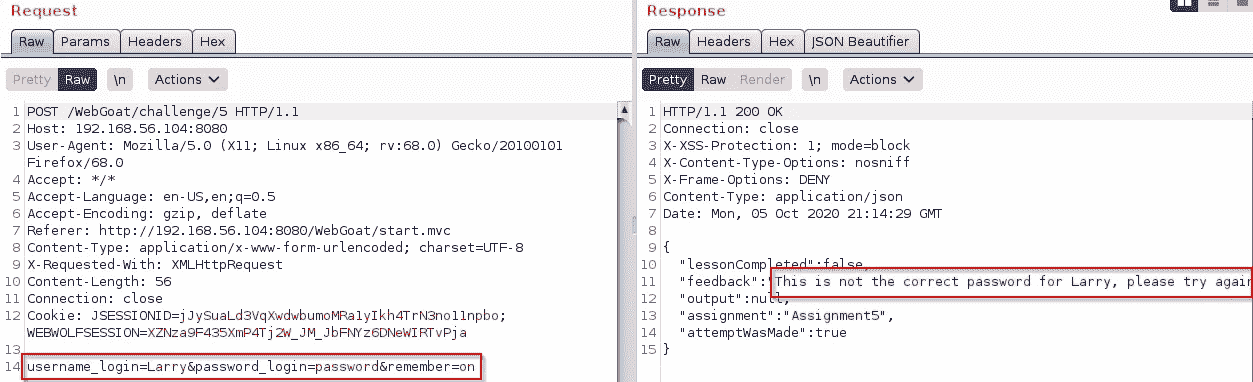 Request
Raw Params Headers Hex
Pretty Raw \n Actions
1 POST /WebGoat/challenge/5 HTTP/1.1
2 Host: 192.168.56.104:8080
3 User-Agent: Mozilla/5.0 (X11; Linux x86_64; rv:68.0) Gecko/20100101
Firefox/68.0
4 Accept: */*
5 Accept-Language: en-US,en;q=0.5
6 Accept-Encoding: gzip, deflate
7 Referer: http://192.168.56.104:8080/WebGoat/start.mvc
8 Content-Type: application/x-www-form-urlencoded; charset=UTF-8
9 X-Requested-With: XMLHttpRequest
10 Content-Length: 56
11 Connection: close
12 Cookie: JSESSIONID=jJySuaLd3VqXwdwbumoMRa1yIkh4TrN3no11npbo;
WEBWOLFSESSION=XZNza9F435XmP4Tj2W_JM_JbFNYz6DNeWIRTvPja
13
14 username_login=Larry&password_login=password&remember=on
Response
Raw Headers Hex JSON Beautifier
Pretty Raw Render \n Actions
1 HTTP/1.1 200 OK
2 Connection: close
3 X-XSS-Protection: 1; mode=block
4 X-Content-Type-Options: nosniff
5 X-Frame-Options: DENY
6 Content-Type: application/json
7 Date: Mon, 05 Oct 2020 21:14:29 GMT
8
9 {
10 "lessonCompleted":false,
11 "feedback":"This is not the correct password for Larry, please try again
12 "output":null,
13 "assignment":"Assignment5",
14 "attemptWasMade":true
15 }